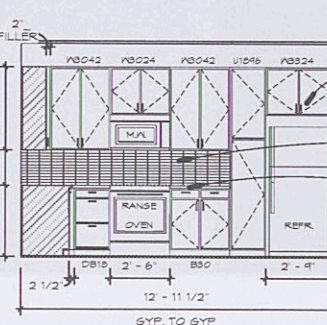 2"
FILLER
W3042 W3024 W3042 U1896 W3324
M.W.
RANGE
OVEN
REFR
DB18 2' - 6" B30 2' - 9"
2 1/2"
12' - 11 1/2"
GYP. TO GYP